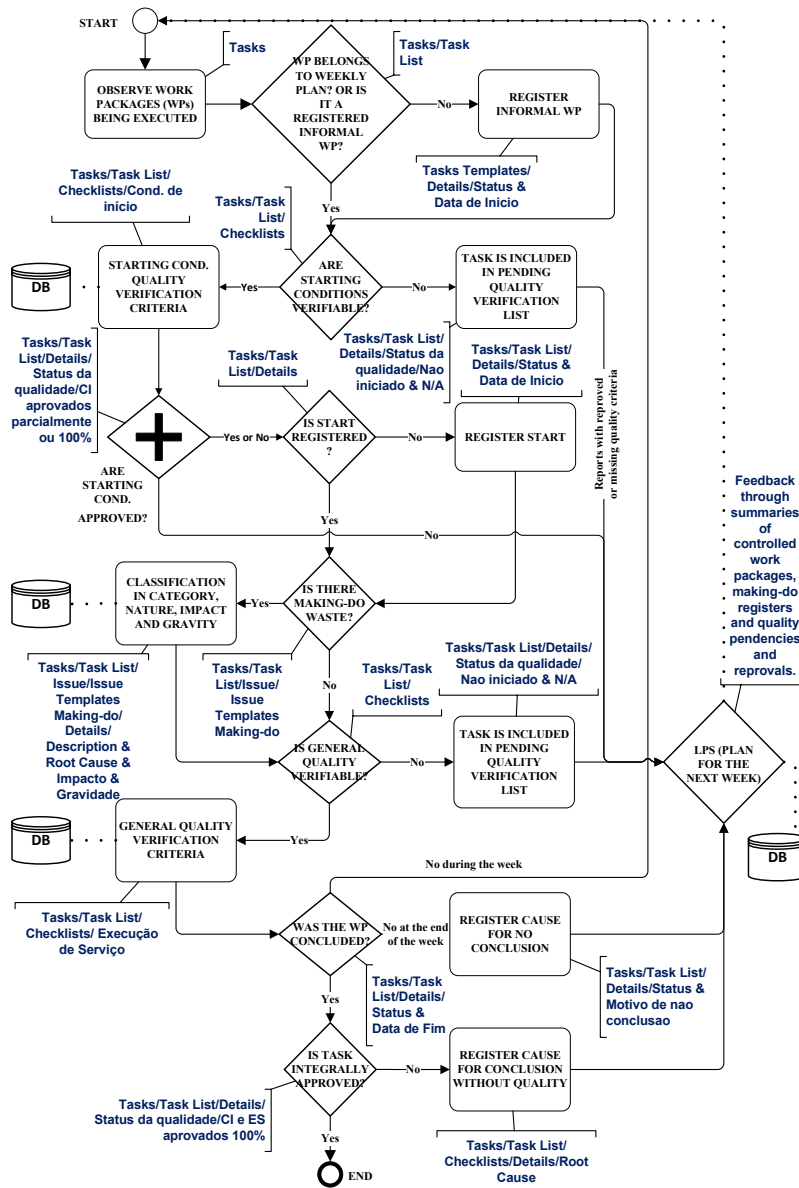 START
Tasks
OBSERVE WORK
PACKAGES (WPs)
BEING EXECUTED
WP BELONGS
TO WEEKLY
PLAN? OR IS
IT A
REGISTERED
INFORMAL
WP?
Tasks/Task
List
No
REGISTER
INFORMAL WP
Tasks Templates/
Details/Status &
Data de Inicio
Yes
Tasks/Task List/
Checklists/Cond. de
início
Tasks/Task
List/
Checklists
DB
STARTING COND.
QUALITY
VERIFICATION
CRITERIA
Yes
ARE
STARTING
CONDITIONS
VERIFIABLE?
No
TASK IS INCLUDED
IN PENDING
QUALITY
VERIFICATION
LIST
Tasks/Task
List/Details/
Status da
qualidade/CI
aprovados
parcialmente
ou 100%
Tasks/Task
List/Details
Tasks/Task List/
Details/Status da
qualidade/Nao
iniciado & N/A
Tasks/Task List/
Details/Status &
Data de Inicio
Yes or No
IS START
REGISTERED
?
No
REGISTER START
ARE
STARTING
COND.
APPROVED?
Yes
No
Reports with reproved
or missing quality criteria
Feedback
through
summaries
of
controlled
work
packages,
making-do
registers
and quality
pendencies
and
reprovals.
DB
CLASSIFICATION
IN CATEGORY,
NATURE, IMPACT
AND GRAVITY
Yes
IS THERE
MAKING-DO
WASTE?
No
Tasks/Task List/
Issue/Issue
Templates
Making-do/
Details/
Description &
Root Cause &
Impacto &
Gravidade
Tasks/Task
List/Issue/
Issue
Templates
Making-do
Tasks/Task
List/
Checklists
Tasks/Task List/Details/
Status da qualidade/
Nao iniciado & N/A
IS GENERAL
QUALITY
VERIFIABLE?
No
TASK IS INCLUDED
IN PENDING
QUALITY
VERIFICATION
LIST
LPS (PLAN
FOR THE
NEXT WEEK)
DB
DB
GENERAL QUALITY
VERIFICATION
CRITERIA
Yes
Tasks/Task List/
Checklists/ Execução
de Serviço
No during the week
WAS THE WP
CONCLUDED?
No at the end
of the week
REGISTER CAUSE
FOR NO
CONCLUSION
Tasks/Task List/
Details/Status &
Motivo de nao
conclusao
Yes
Tasks/Task
List/Details/
Status &
Data de Fim
IS TASK
INTEGRALLY
APPROVED?
No
REGISTER CAUSE
FOR CONCLUSION
WITHOUT QUALITY
Tasks/Task List/Details/
Status da qualidade/CI e ES
aprovados 100%
Tasks/Task List/
Checklists/Details/Root
Cause
Yes
END